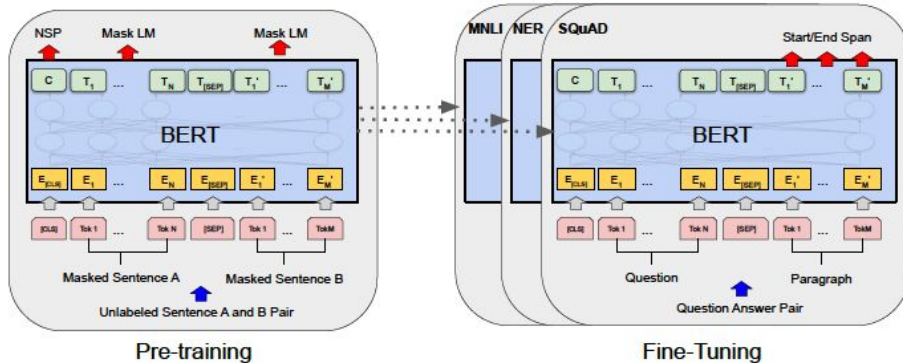 NSP Mask LM Mask LM
C T1 ... TN T[SEP] T1' ... TM'
BERT
E[CLS] E1 ... EN E[SEP] E1' ... EM'
[CLS] Tok 1 ... Tok N [SEP] Tok 1 ... TokM
Masked Sentence A Masked Sentence B
Unlabeled Sentence A and B Pair
Pre-training
MNLI NER SQuAD
Start/End Span
C T1 ... TN T[SEP] T1' ... TM'
BERT
E[CLS] E1 ... EN E[SEP] E1' ... EM'
[CLS] Tok 1 ... Tok N [SEP] Tok 1 ... TokM
Question Paragraph
Question Answer Pair
Fine-Tuning